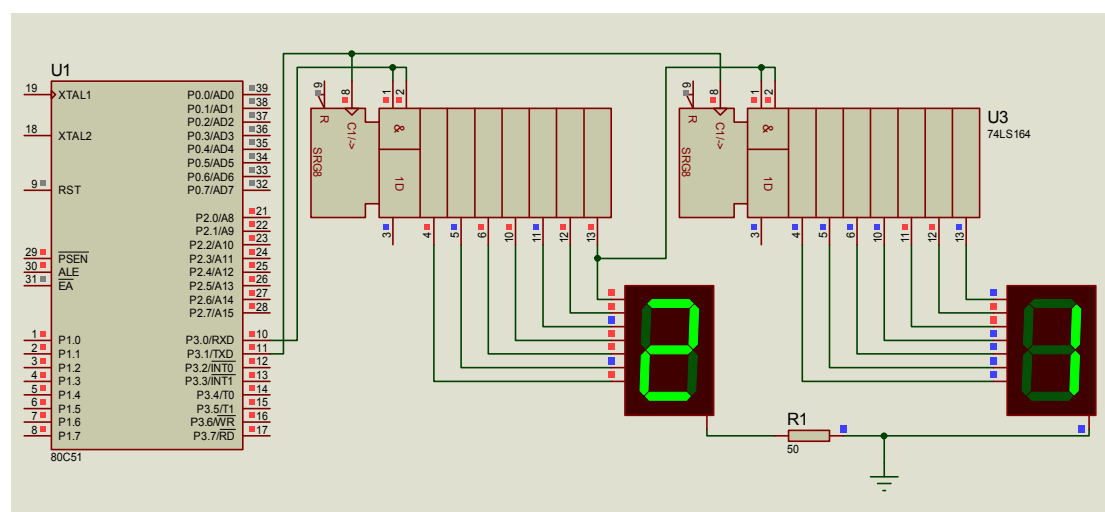 U1
19
XTAL1
18
XTAL2
9
RST
29
PSEN
30
ALE
31
EA
1
P1.0
2
P1.1
3
P1.2
4
P1.3
5
P1.4
6
P1.5
7
P1.6
8
P1.7
P0.0/AD0
39
P0.1/AD1
38
P0.2/AD2
37
P0.3/AD3
36
P0.4/AD4
35
P0.5/AD5
34
P0.6/AD6
33
P0.7/AD7
32
P2.0/A8
21
P2.1/A9
22
P2.2/A10
23
P2.3/A11
24
P2.4/A12
25
P2.5/A13
26
P2.6/A14
27
P2.7/A15
28
P3.0/RXD
10
P3.1/TXD
11
P3.2/INT0
12
P3.3/INT1
13
P3.4/T0
14
P3.5/T1
15
P3.6/WR
16
P3.7/RD
17
80C51
9
8
1
2
R
C1/->
&
SRG8
1D
3
4
5
6
10
11
12
13
9
8
1
2
R
C1/->
&
SRG8
1D
3
4
5
6
10
11
12
13
U3
74LS164
2
1
R1
50